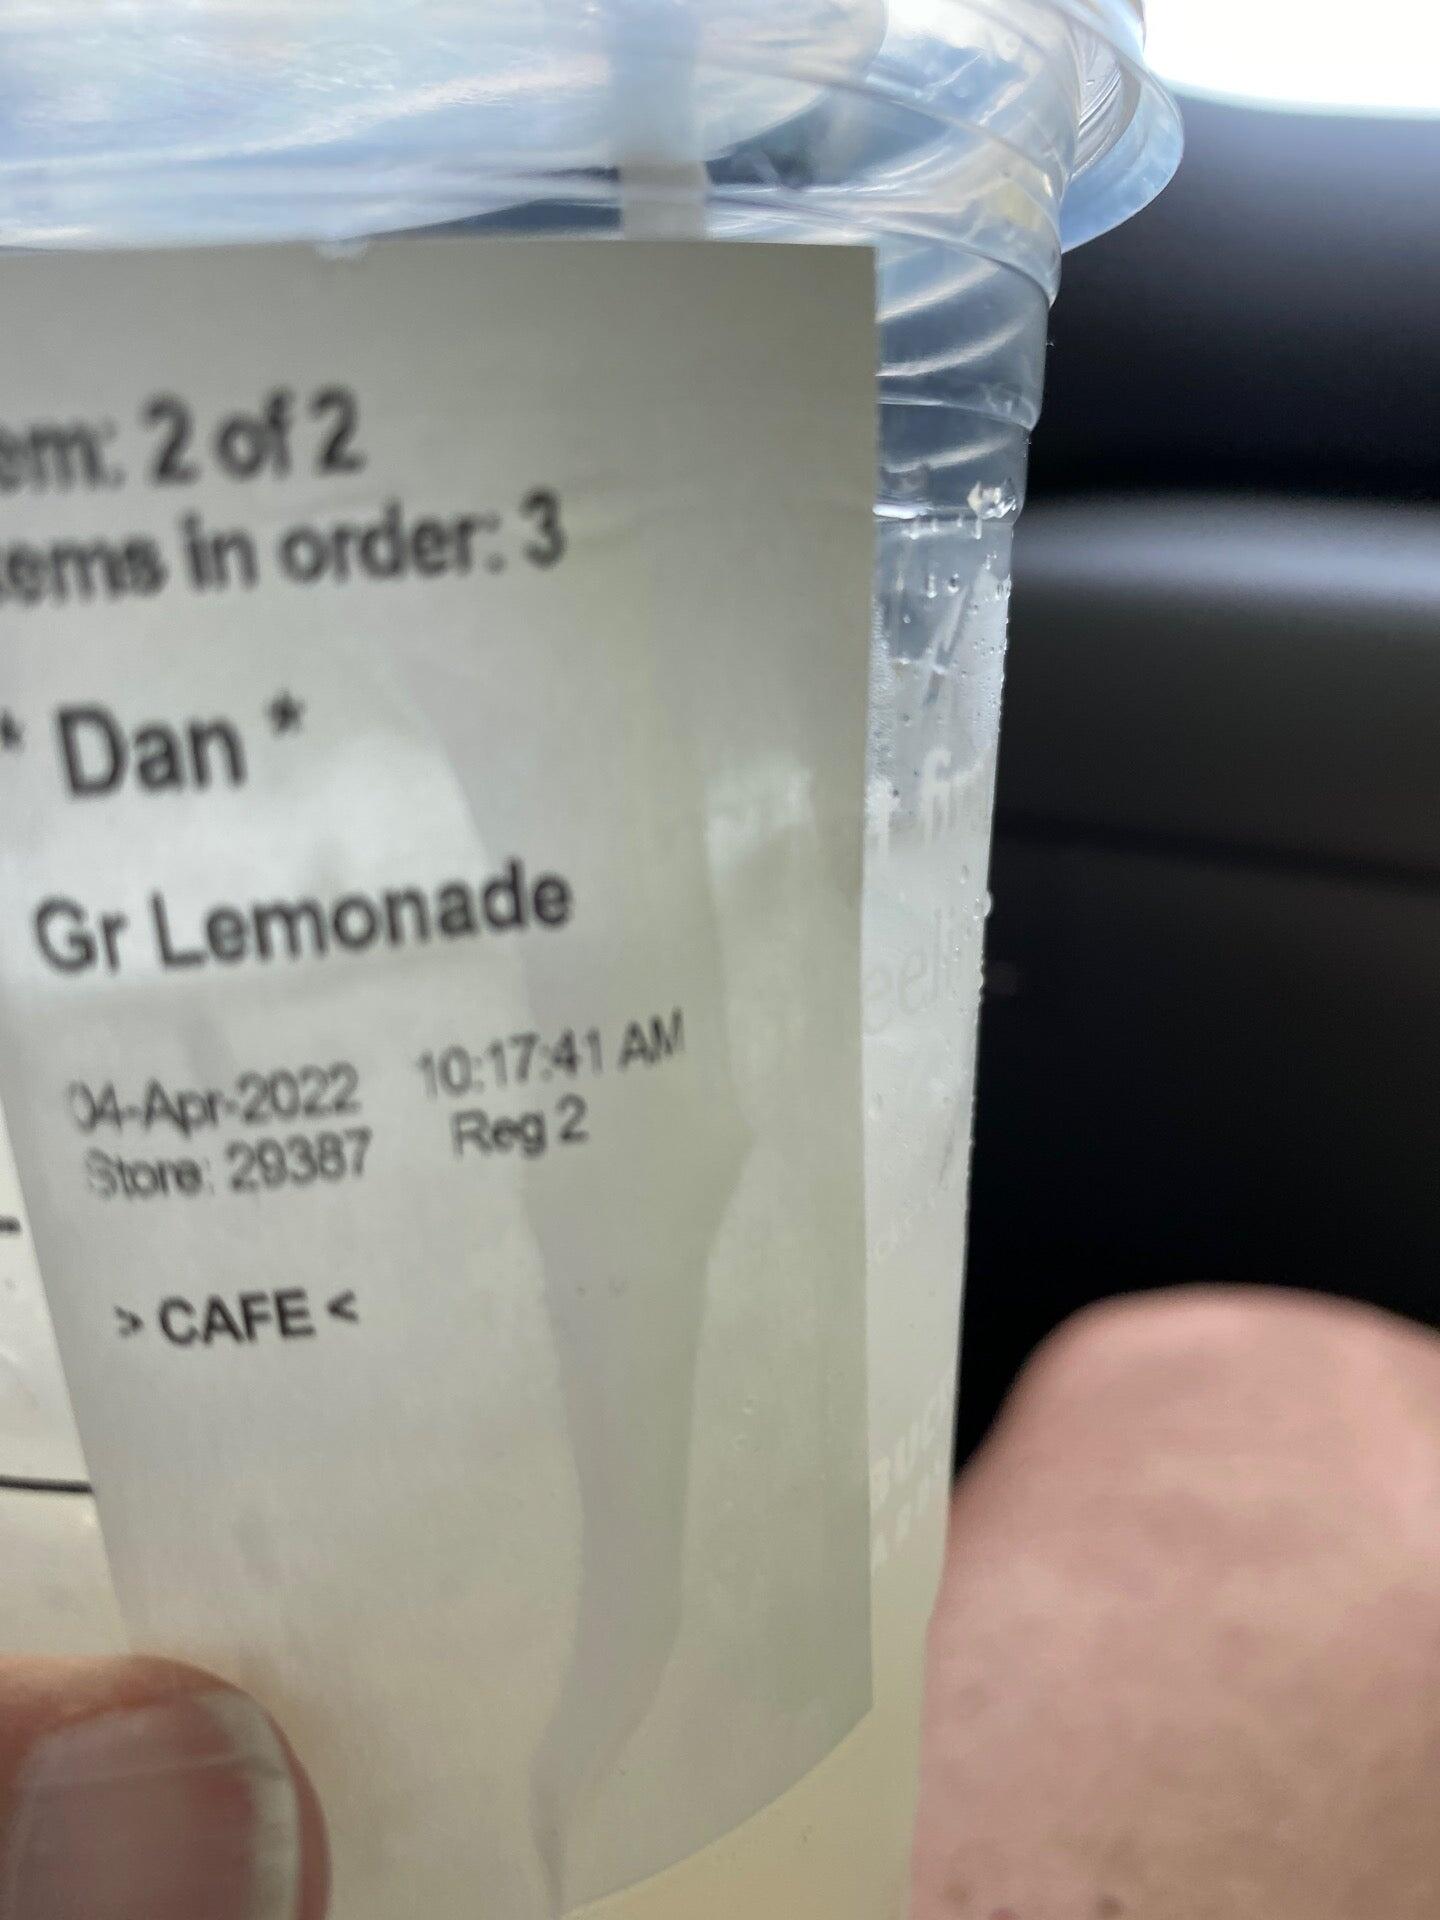 em: 2 of 2
tems in order: 3
* Dan *
Gr Lemonade
04-Apr-2022 10:17:41 AM
Store: 29387 Reg 2
> CAFE <